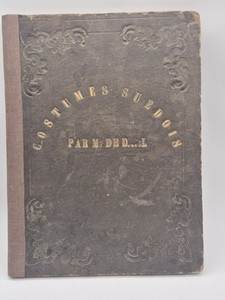 COSTUMES SUEDOIS
PAR M: DE D....L